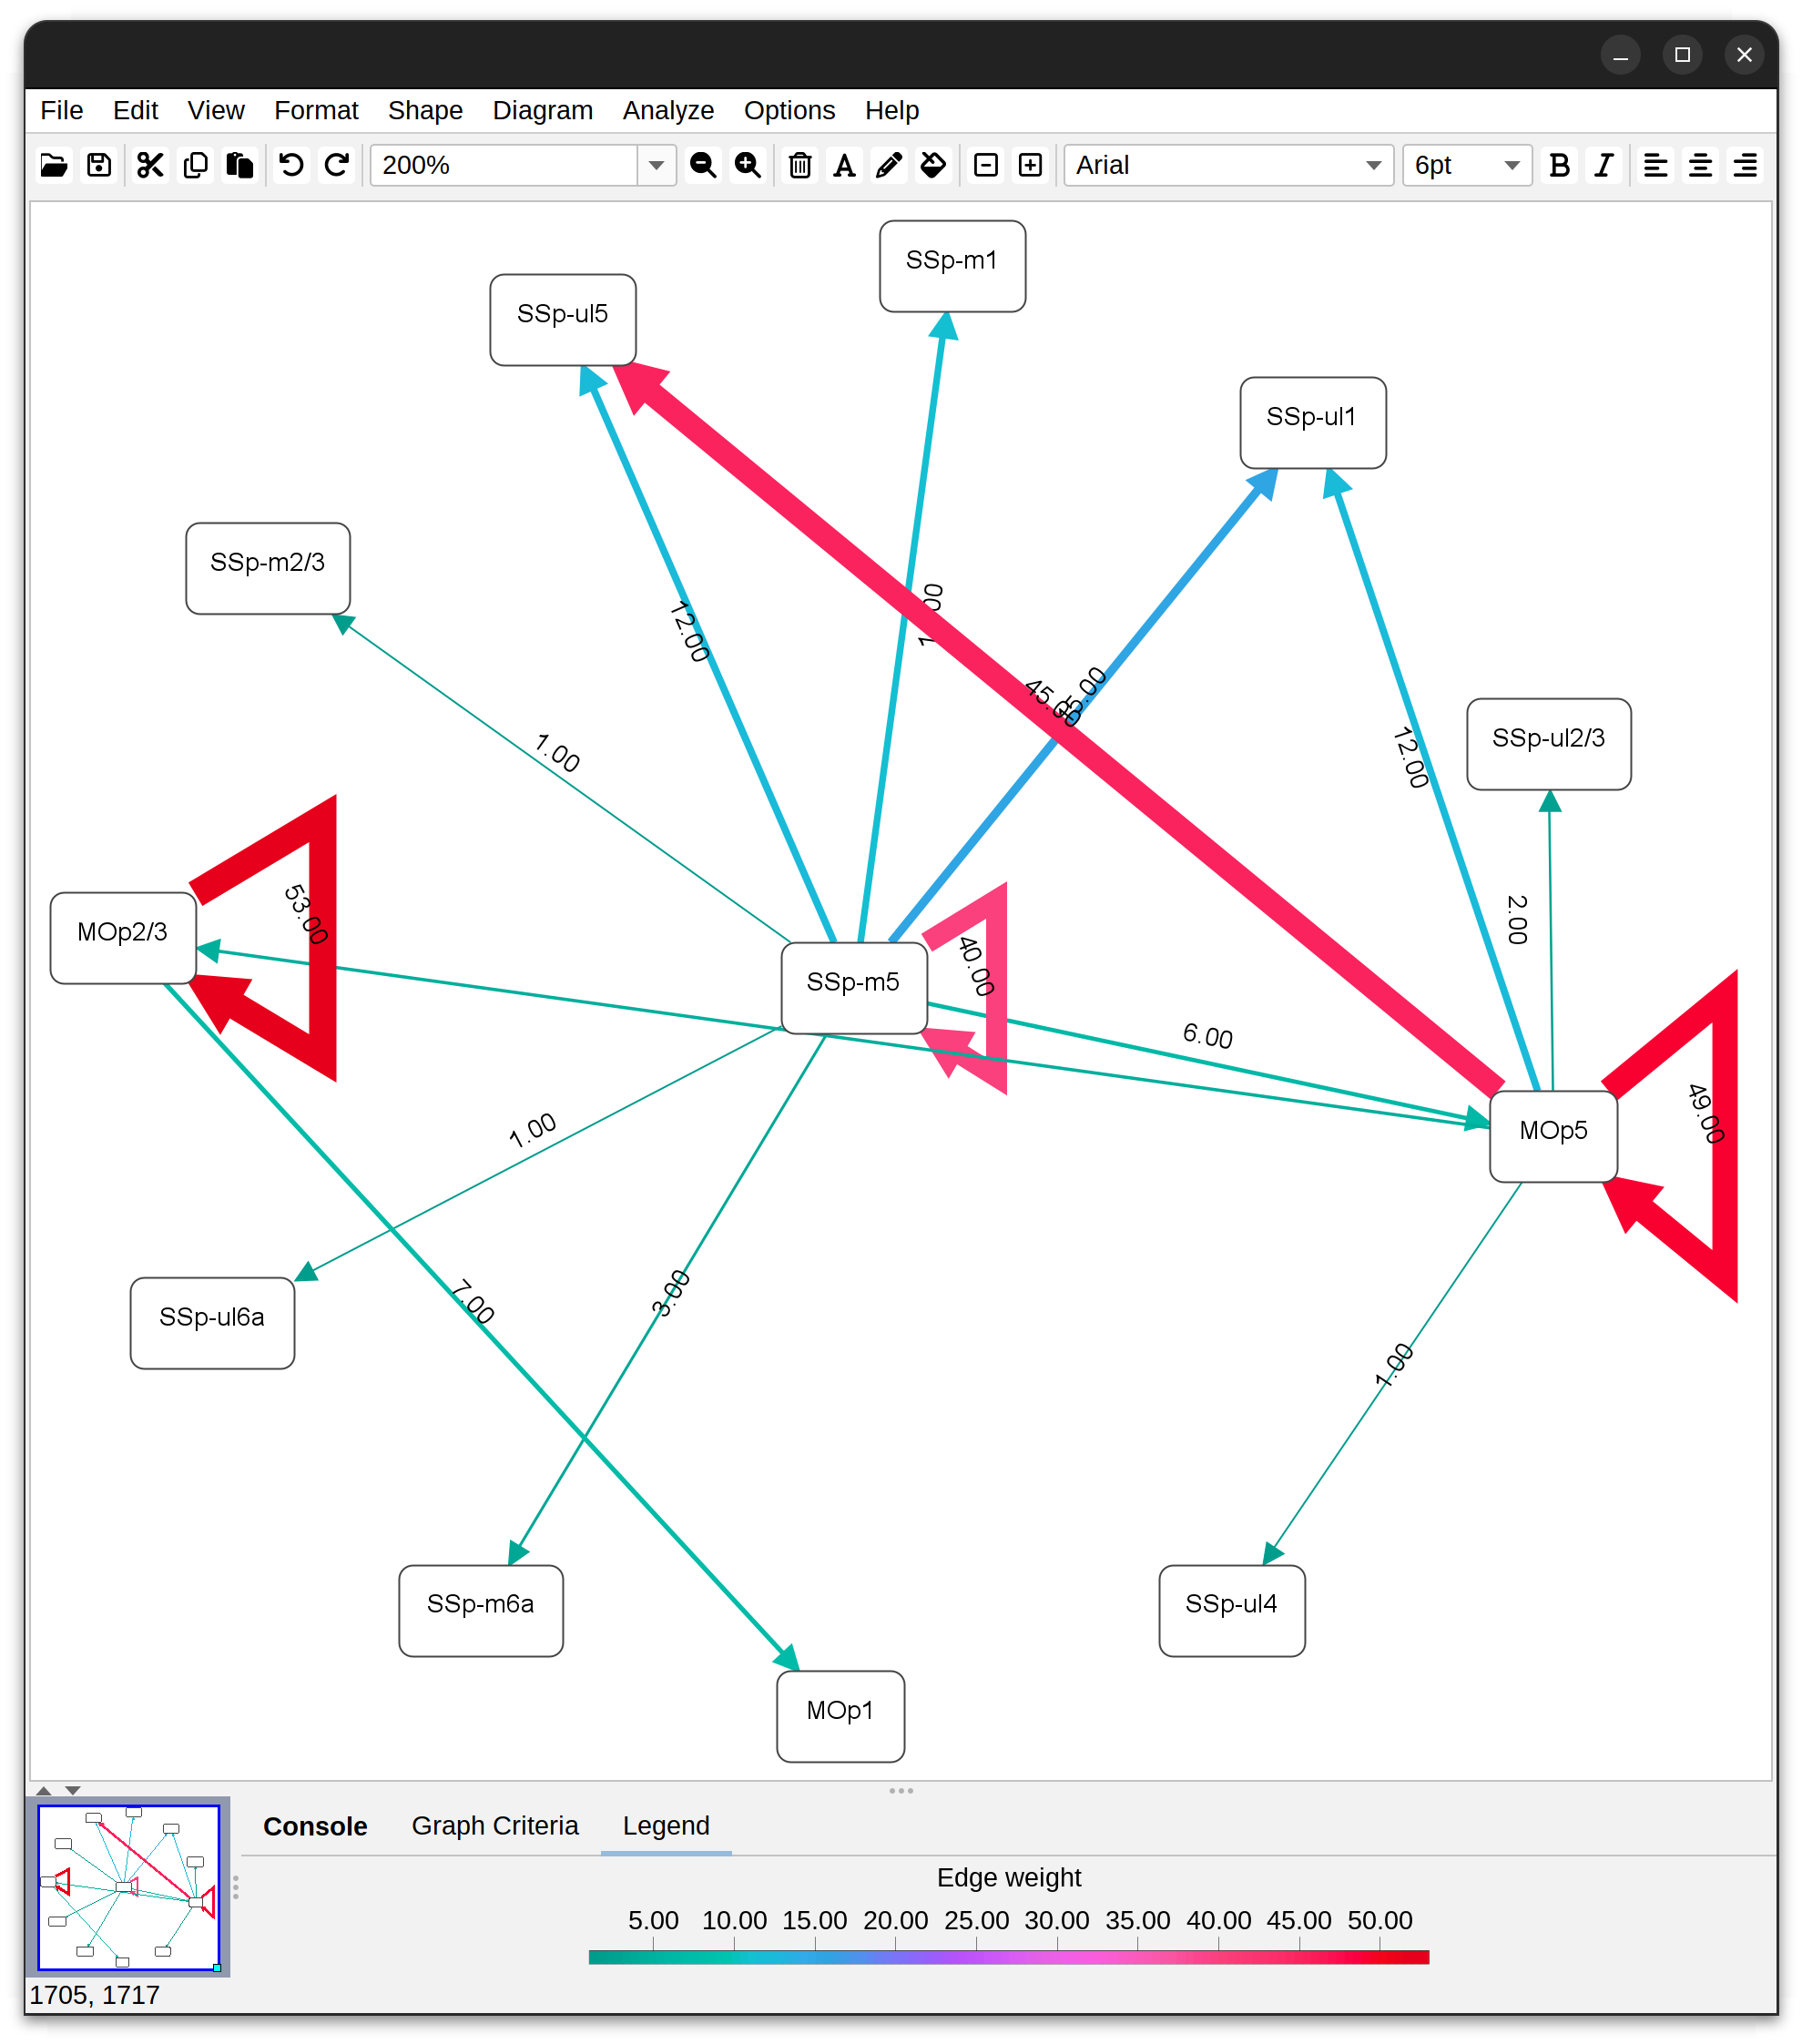 File Edit View Format Shape Diagram Analyze Options Help
200% Arial 6pt
SSp-m1
SSp-ul5
SSp-ul1
SSp-m2/3
12.00
45.00
SSp-ul2/3
12.00
1.00
2.00
53.00
MOp2/3
40.00
SSp-m5
6.00
49.00
MOp5
1.00
7.00
3.00
SSp-ul6a
1.00
SSp-m6a
SSp-ul4
MOp1
Console Graph Criteria Legend
Edge weight
5.00 10.00 15.00 20.00 25.00 30.00 35.00 40.00 45.00 50.00
1705, 1717